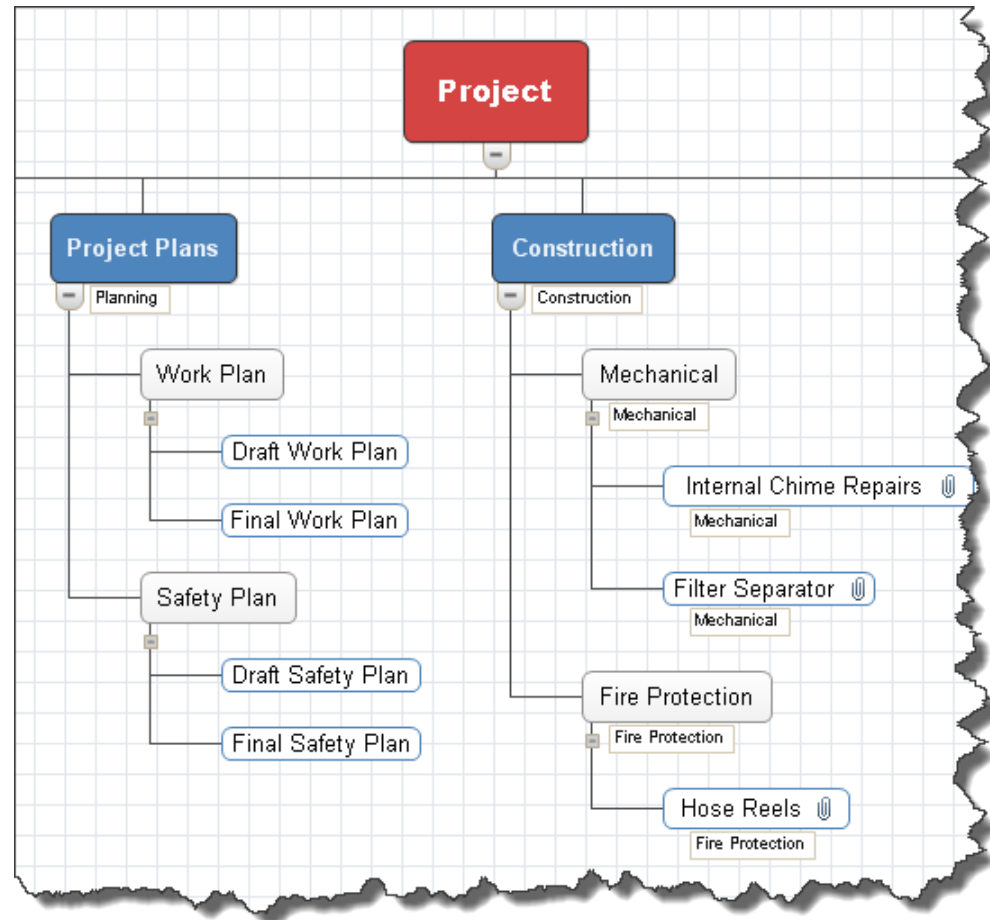 Project
Project Plans
Planning
Work Plan
Draft Work Plan
Final Work Plan
Safety Plan
Draft Safety Plan
Final Safety Plan
Construction
Construction
Mechanical
Mechanical
Internal Chime Repairs
Mechanical
Filter Separator
Mechanical
Fire Protection
Fire Protection
Hose Reels
Fire Protection